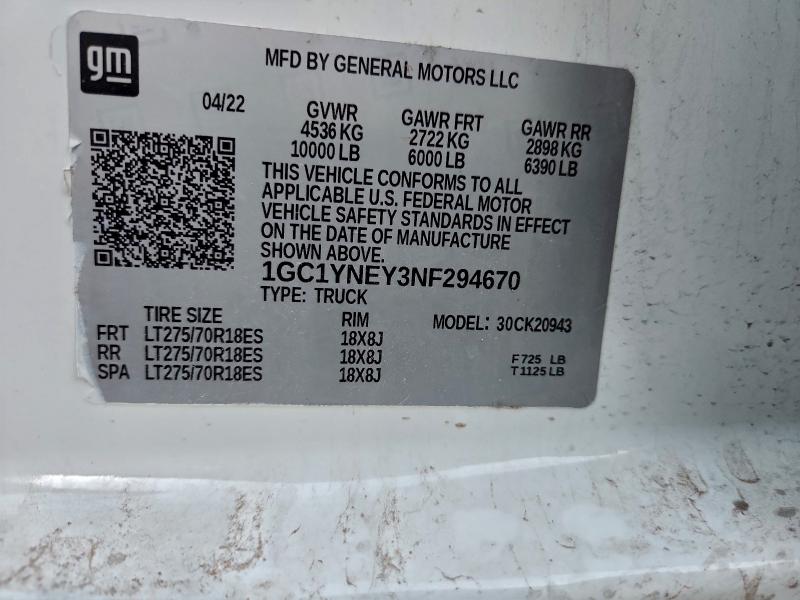 gm
MFD BY GENERAL MOTORS LLC
04/22 GVWR GAWR FRT GAWR RR
4536 KG 2722 KG 2898 KG
10000 LB 6000 LB 6390 LB
THIS VEHICLE CONFORMS TO ALL
APPLICABLE U.S. FEDERAL MOTOR
VEHICLE SAFETY STANDARDS IN EFFECT
ON THE DATE OF MANUFACTURE
SHOWN ABOVE.
1GC1YNEY3NF294670
TYPE: TRUCK
TIRE SIZE RIM MODEL: 30CK20943
FRT LT275/70R18ES 18X8J
RR LT275/70R18ES 18X8J F 725 LB
SPA LT275/70R18ES 18X8J T 1125 LB